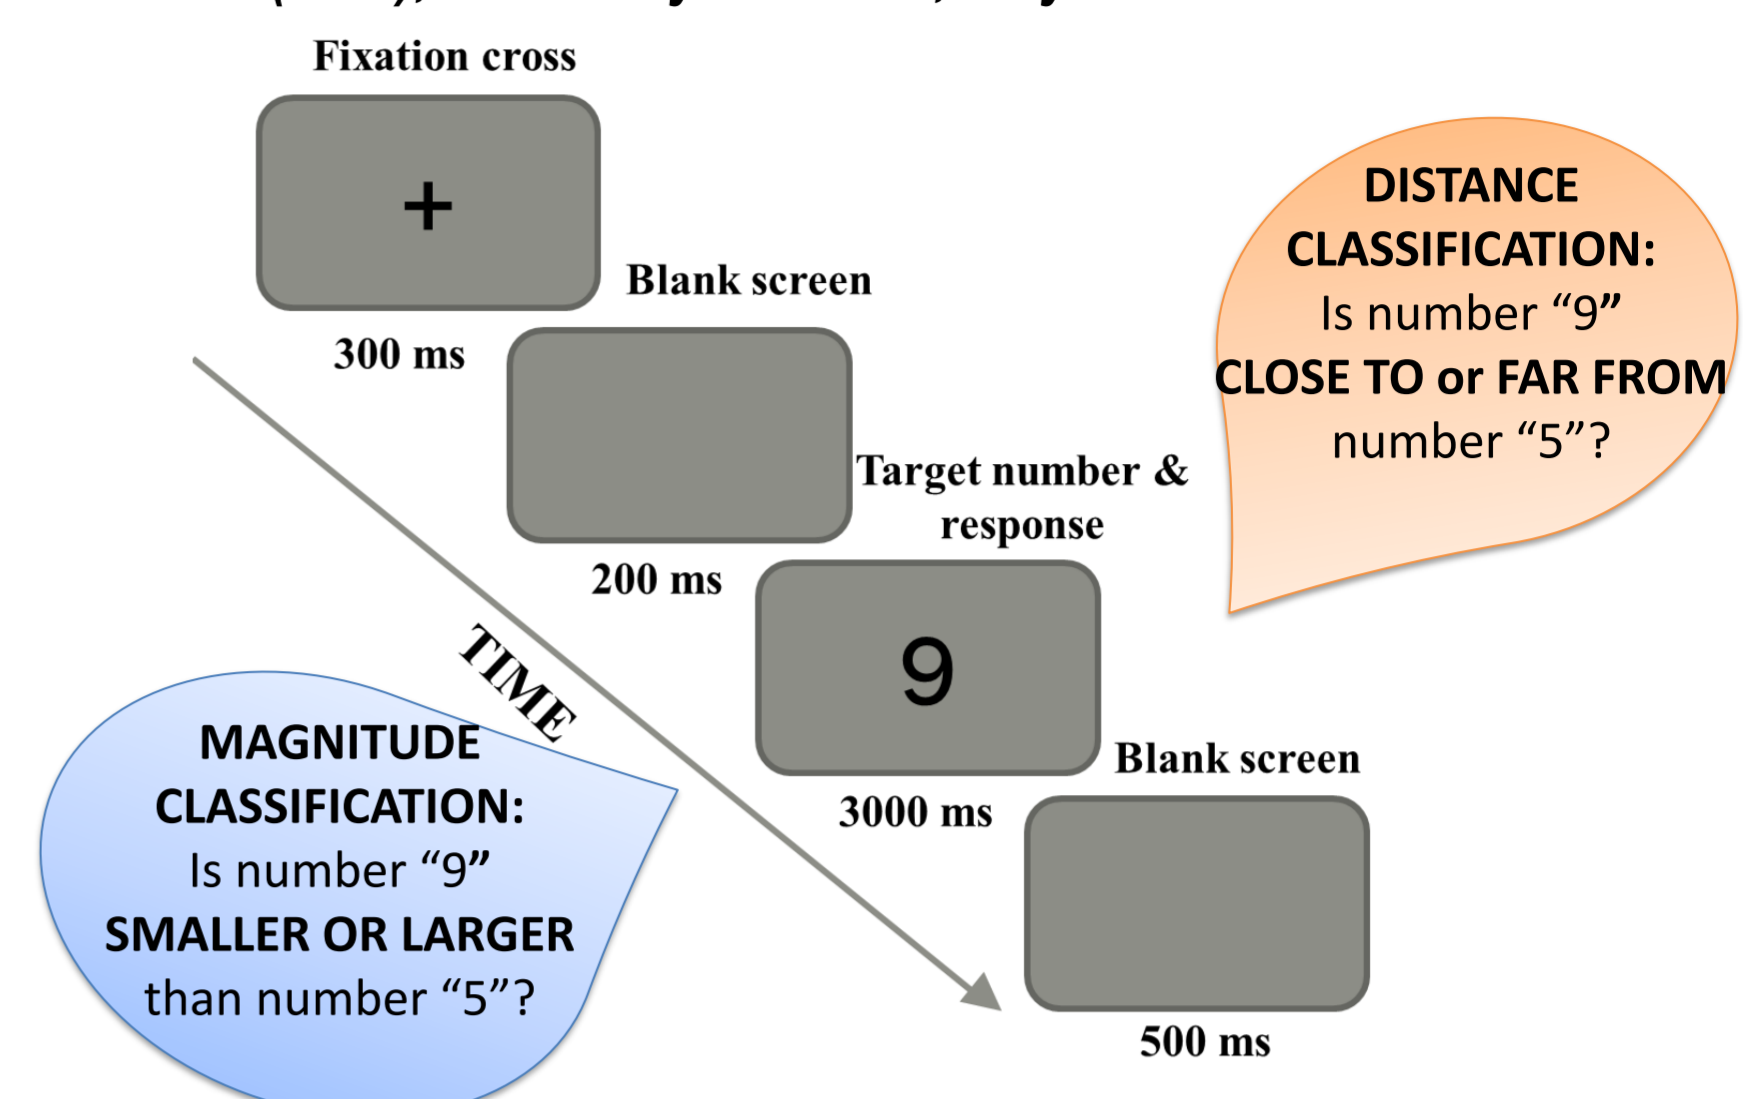 Fixation cross
+
300 ms
Blank screen
200 ms
Target number &
response
9
3000 ms
Blank screen
500 ms
TIME
DISTANCE
CLASSIFICATION:
Is number “9”
CLOSE TO or FAR FROM
number “5”?
MAGNITUDE
CLASSIFICATION:
Is number “9”
SMALLER OR LARGER
than number “5”?